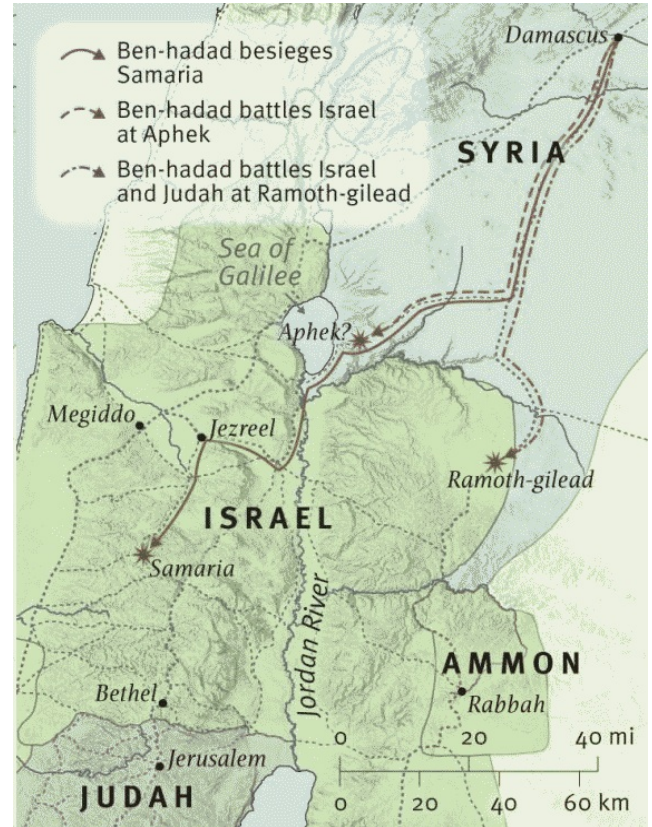 Ben-hadad besieges
Samaria
Ben-hadad battles Israel
at Aphek
Ben-hadad battles Israel
and Judah at Ramoth-gilead
Damascus
SYRIA
Sea of
Galilee
Aphek?
Megiddo
Jezreel
Ramoth-gilead
ISRAEL
Samaria
Jordan River
AMMON
Bethel
Rabbah
0 20 40 mi
Jerusalem
JUDAH
0 20 40 60 km